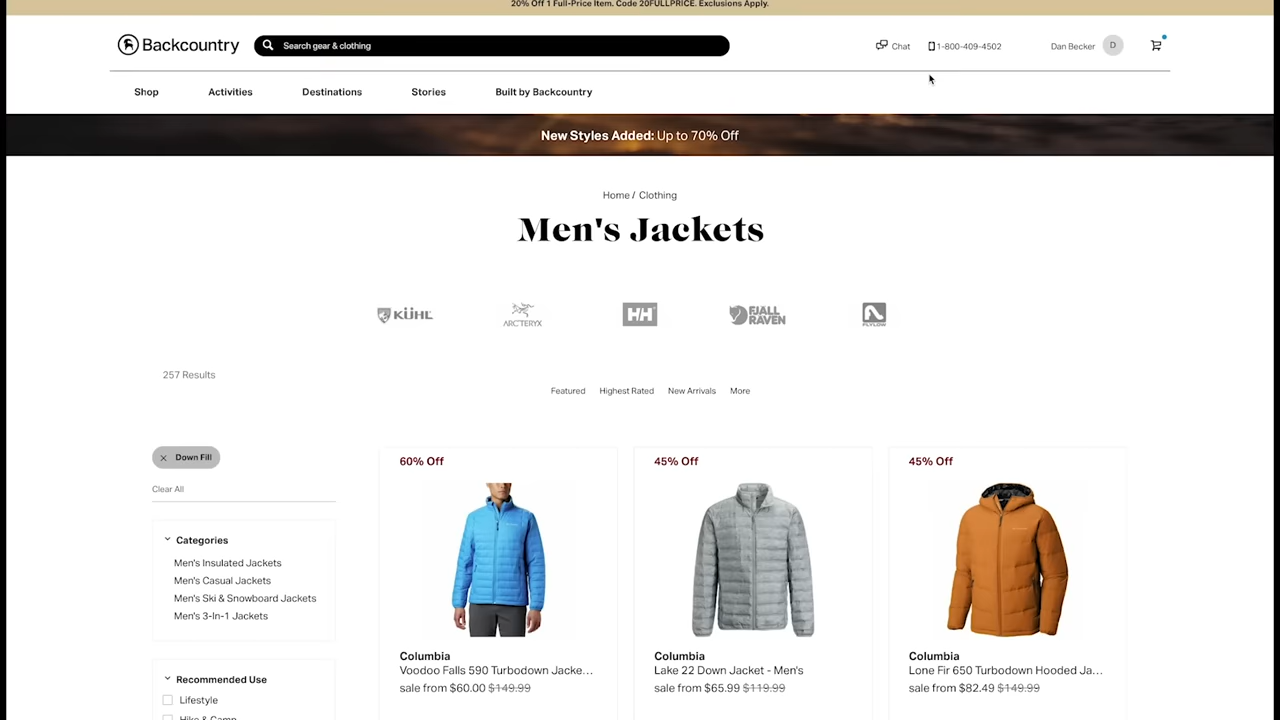 20% Off 1 Full-Price Item. Code 20FULLPRICE. Exclusions Apply.
Backcountry
Search gear & clothing
Chat
1-800-409-4502
Dan Becker
D
Shop
Activities
Destinations
Stories
Built by Backcountry
New Styles Added: Up to 70% Off
Home / Clothing
Men's Jackets
KÜHL
ARC'TERYX
HH
FJALL
RAVEN
FLYLOW
257 Results
Featured
Highest Rated
New Arrivals
More
Down Fill
Clear All
Categories
Men's Insulated Jackets
Men's Casual Jackets
Men's Ski & Snowboard Jackets
Men's 3-In-1 Jackets
Recommended Use
Lifestyle
Hike & Camp
60% Off
Columbia
Voodoo Falls 590 Turbodown Jacke...
sale from $60.00 $149.99
45% Off
Columbia
Lake 22 Down Jacket - Men's
sale from $65.99 $119.99
45% Off
Columbia
Lone Fir 650 Turbodown Hooded Ja...
sale from $82.49 $149.99